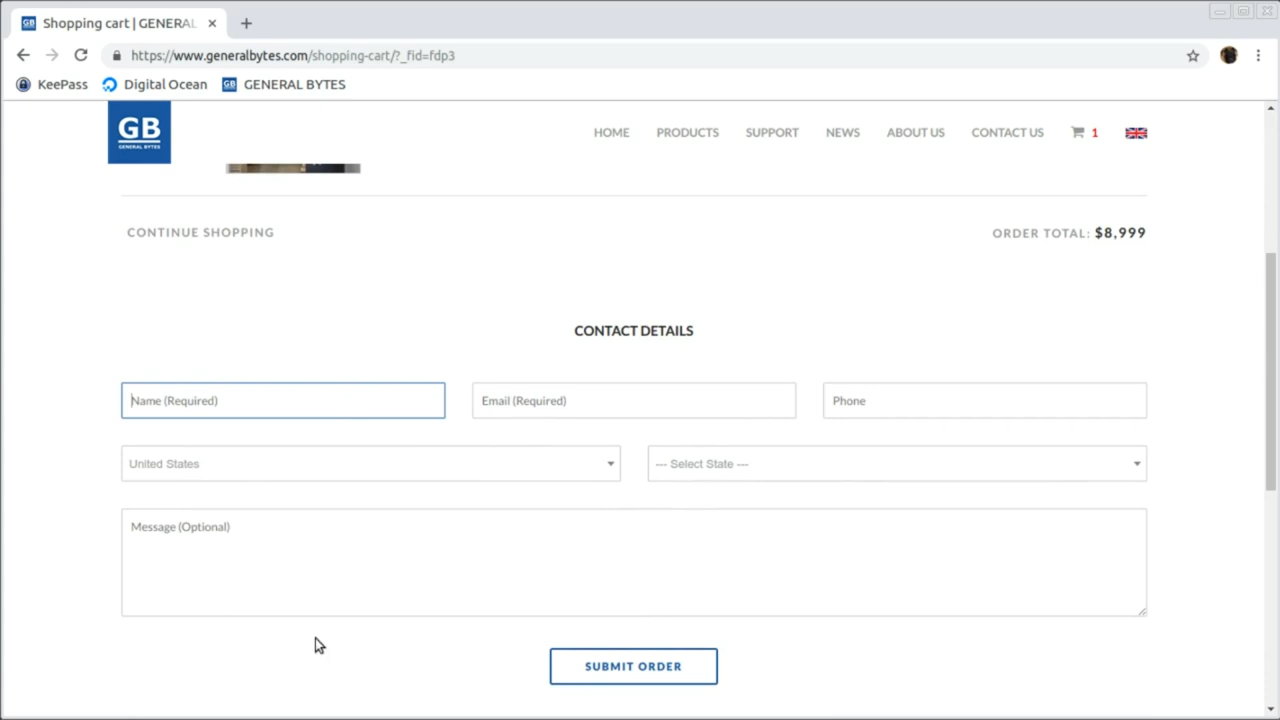 Shopping cart | GENERAL
https://www.generalbytes.com/shopping-cart/?_fid=fdp3
KeePass Digital Ocean GB GENERAL BYTES
GB
GENERAL BYTES
HOME PRODUCTS SUPPORT NEWS ABOUT US CONTACT US 1
CONTINUE SHOPPING ORDER TOTAL: $8,999
CONTACT DETAILS
Name (Required) Email (Required) Phone
United States --- Select State ---
Message (Optional)
SUBMIT ORDER